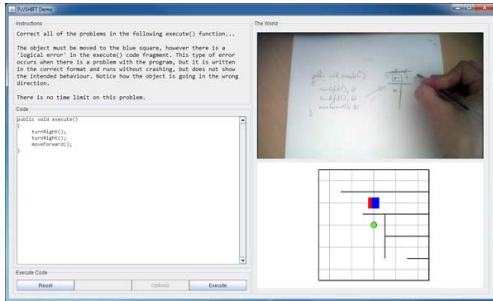 PI//SHIFT Demo
Instructions
Correct all of the problems in the following execute() function...
The object must be moved to the blue square, however there is a
'logical error' in the execute() code fragment. This type of error
occurs when there is a problem with the program, but it is written
in the correct format and runs without crashing, but does not show
the intended behaviour. Notice how the object is going in the wrong
direction.
There is no time limit on this problem.
Code
public void execute()
{
turnRight();
turnRight();
moveForward();
}
Execute Code
Reset
Options
Execute
The World